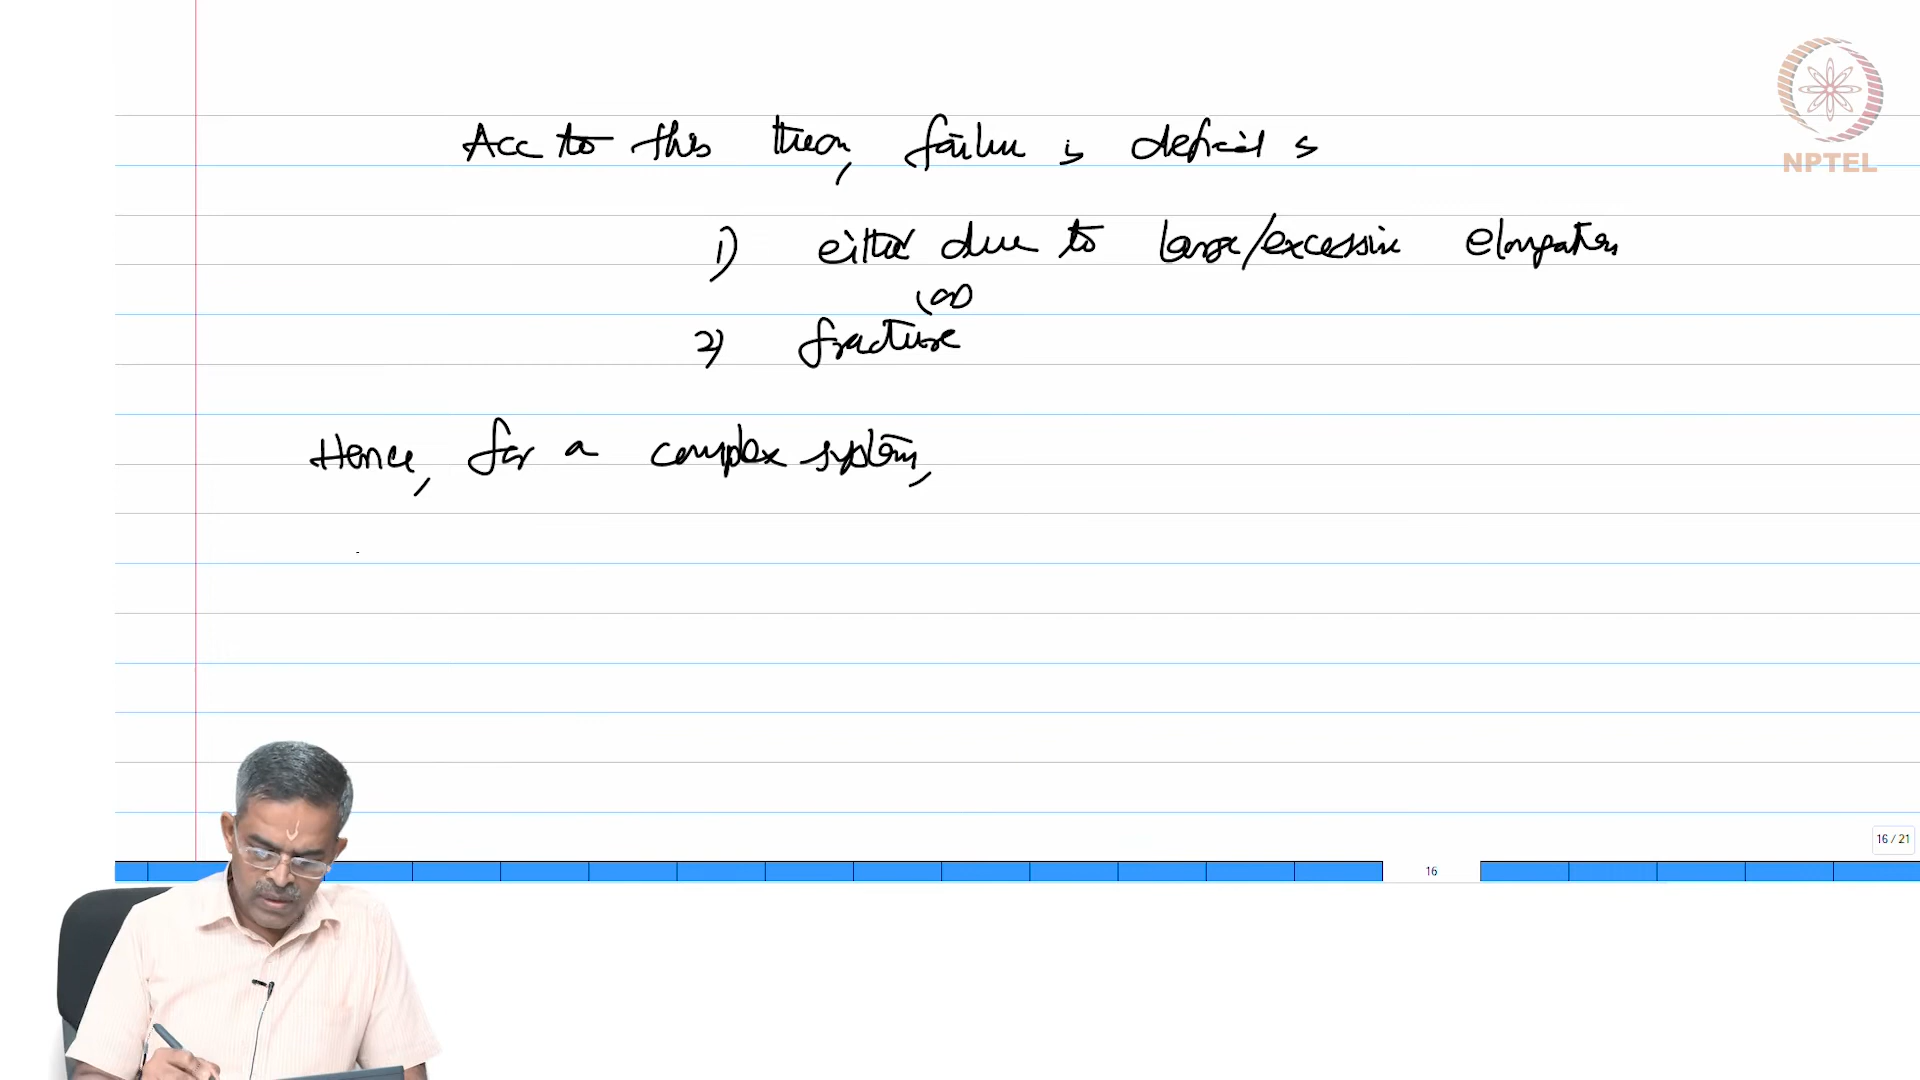 Acc to this theory, failure is defined as
NPTEL
1) either due to large/excessive elongation
(or)
2) fracture
Hence, for a complex system,
16 / 21
16